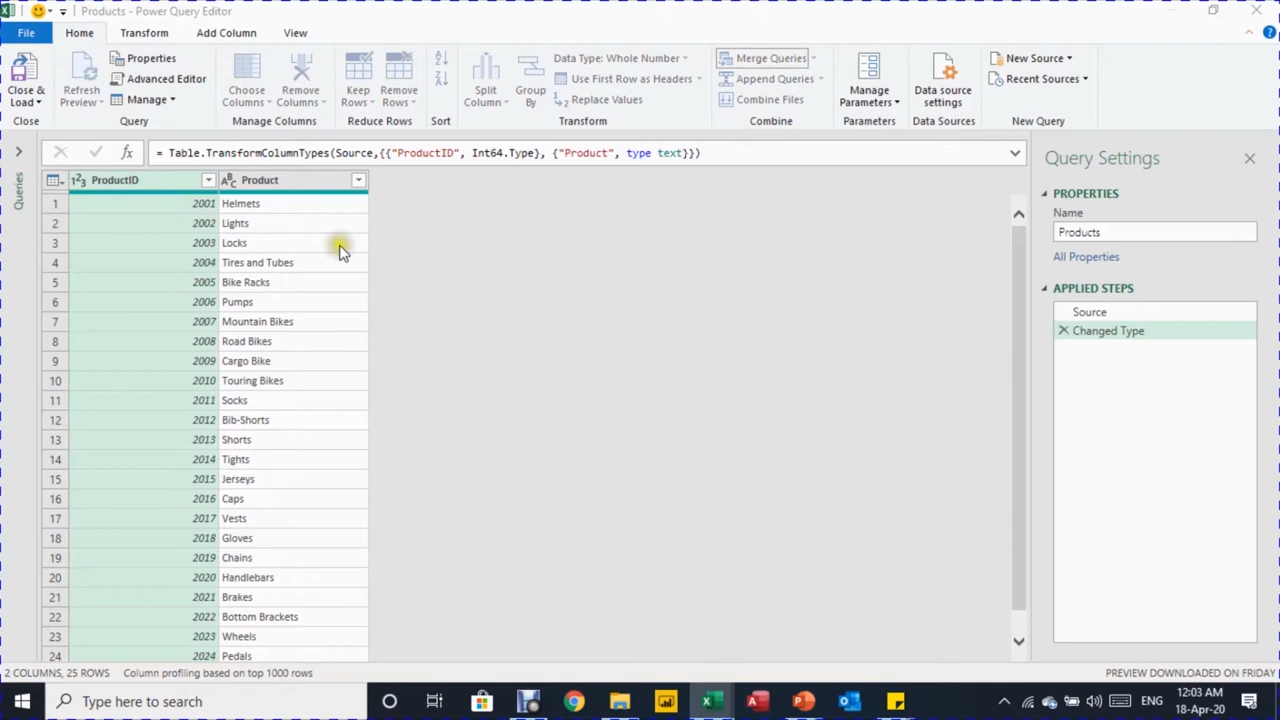 Products - Power Query Editor
File
Home
Transform
Add Column
View
Close &
Load
Close
Refresh
Preview
Properties
Advanced Editor
Manage
Query
Choose
Columns
Remove
Columns
Manage Columns
Keep
Rows
Remove
Rows
Reduce Rows
Sort
Split
Column
Group
By
Data Type: Whole Number
Use First Row as Headers
Replace Values
Transform
Merge Queries
Append Queries
Combine Files
Combine
Manage
Parameters
Parameters
Data source
settings
Data Sources
New Source
Recent Sources
New Query
fx
= Table.TransformColumnTypes(Source,{{"ProductID", Int64.Type}, {"Product", type text}})
Queries
ProductID Product
1 2001 Helmets
2 2002 Lights
3 2003 Locks
4 2004 Tires and Tubes
5 2005 Bike Racks
6 2006 Pumps
7 2007 Mountain Bikes
8 2008 Road Bikes
9 2009 Cargo Bike
10 2010 Touring Bikes
11 2011 Socks
12 2012 Bib-Shorts
13 2013 Shorts
14 2014 Tights
15 2015 Jerseys
16 2016 Caps
17 2017 Vests
18 2018 Gloves
19 2019 Chains
20 2020 Handlebars
21 2021 Brakes
22 2022 Bottom Brackets
23 2023 Wheels
24 2024 Pedals
Query Settings
PROPERTIES
Name
Products
All Properties
APPLIED STEPS
Source
Changed Type
2 COLUMNS, 25 ROWS
Column profiling based on top 1000 rows
PREVIEW DOWNLOADED ON FRIDAY
Type here to search
ENG
12:03 AM
18-Apr-20